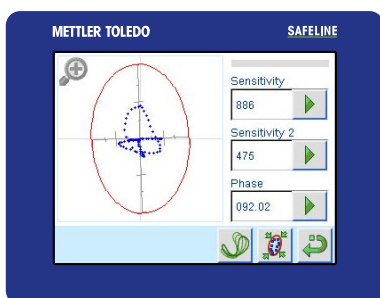 METTLER TOLEDO
SAFELINE
Sensitivity
886
Sensitivity 2
475
Phase
092.02